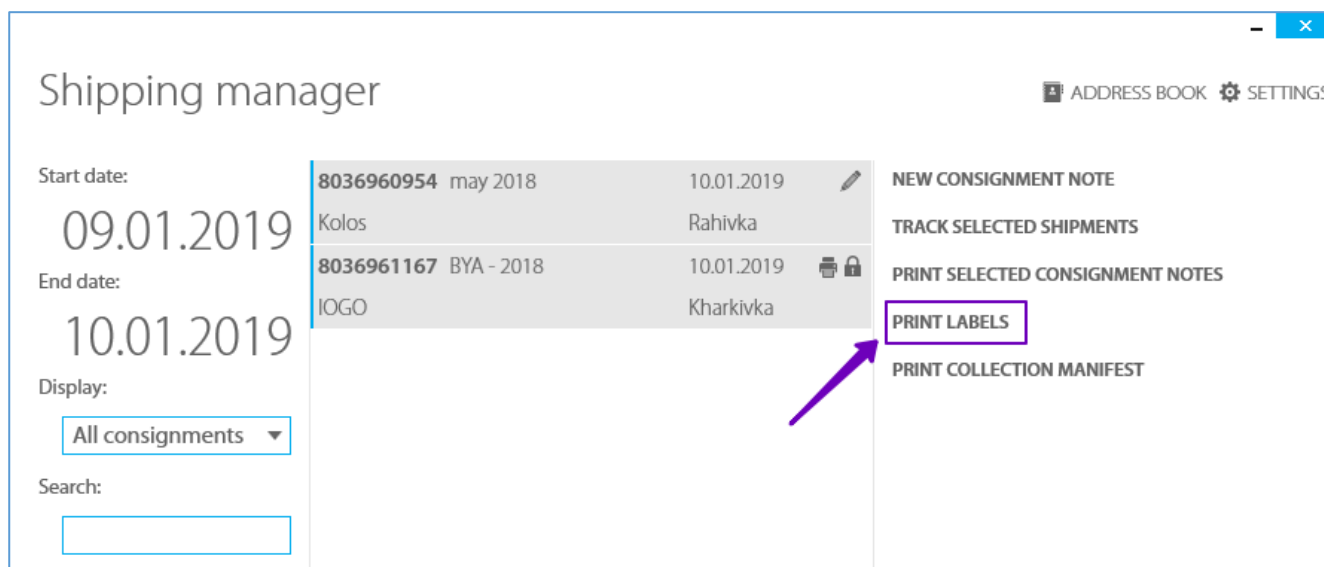 Shipping manager
ADDRESS BOOK SETTINGS
Start date:
09.01.2019
End date:
10.01.2019
Display:
All consignments
Search:
8036960954 may 2018 10.01.2019
Kolos Rahivka
8036961167 BYA - 2018 10.01.2019
IOGO Kharkivka
NEW CONSIGNMENT NOTE
TRACK SELECTED SHIPMENTS
PRINT SELECTED CONSIGNMENT NOTES
PRINT LABELS
PRINT COLLECTION MANIFEST